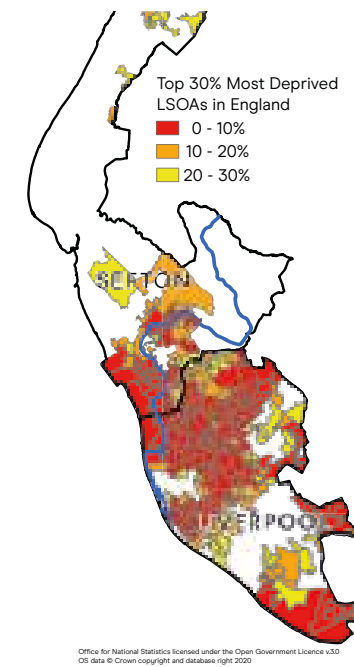 Top 30% Most Deprived
LSOAs in England
0 - 10%
10 - 20%
20 - 30%
SEFTON
LIVERPOOL
Office for National Statistics licensed under the Open Government Licence v.3.0
OS data © Crown copyright and database right 2020